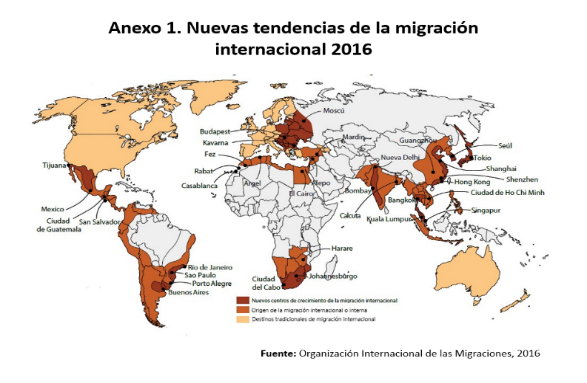 Anexo 1. Nuevas tendencias de la migración
internacional 2016
Moscú
Budapest
Kavarna
Mardin
Guangzhou
Seúl
Fez
Nueva Delhi
Tokio
Tijuana
Rabat
Shanghai
Casablanca
Argel
Alepo
Shenzhen
El Cairo
Bombay
Hong Kong
Bangkok
Ciudad de Ho Chi Minh
Mexico
Calcuta
Kuala Lumpur
Singapur
Ciudad
de Guatemala
San Salvador
Harare
Río de Janeiro
Sao Paulo
Porto Alegre
Buenos Aires
Ciudad
del Cabo
Johannesburgo
Nuevos centros de crecimiento de la migración internacional
Origen de la migración internacional o interna
Destinos tradicionales de migración internacional
Fuente: Organización Internacional de las Migraciones, 2016